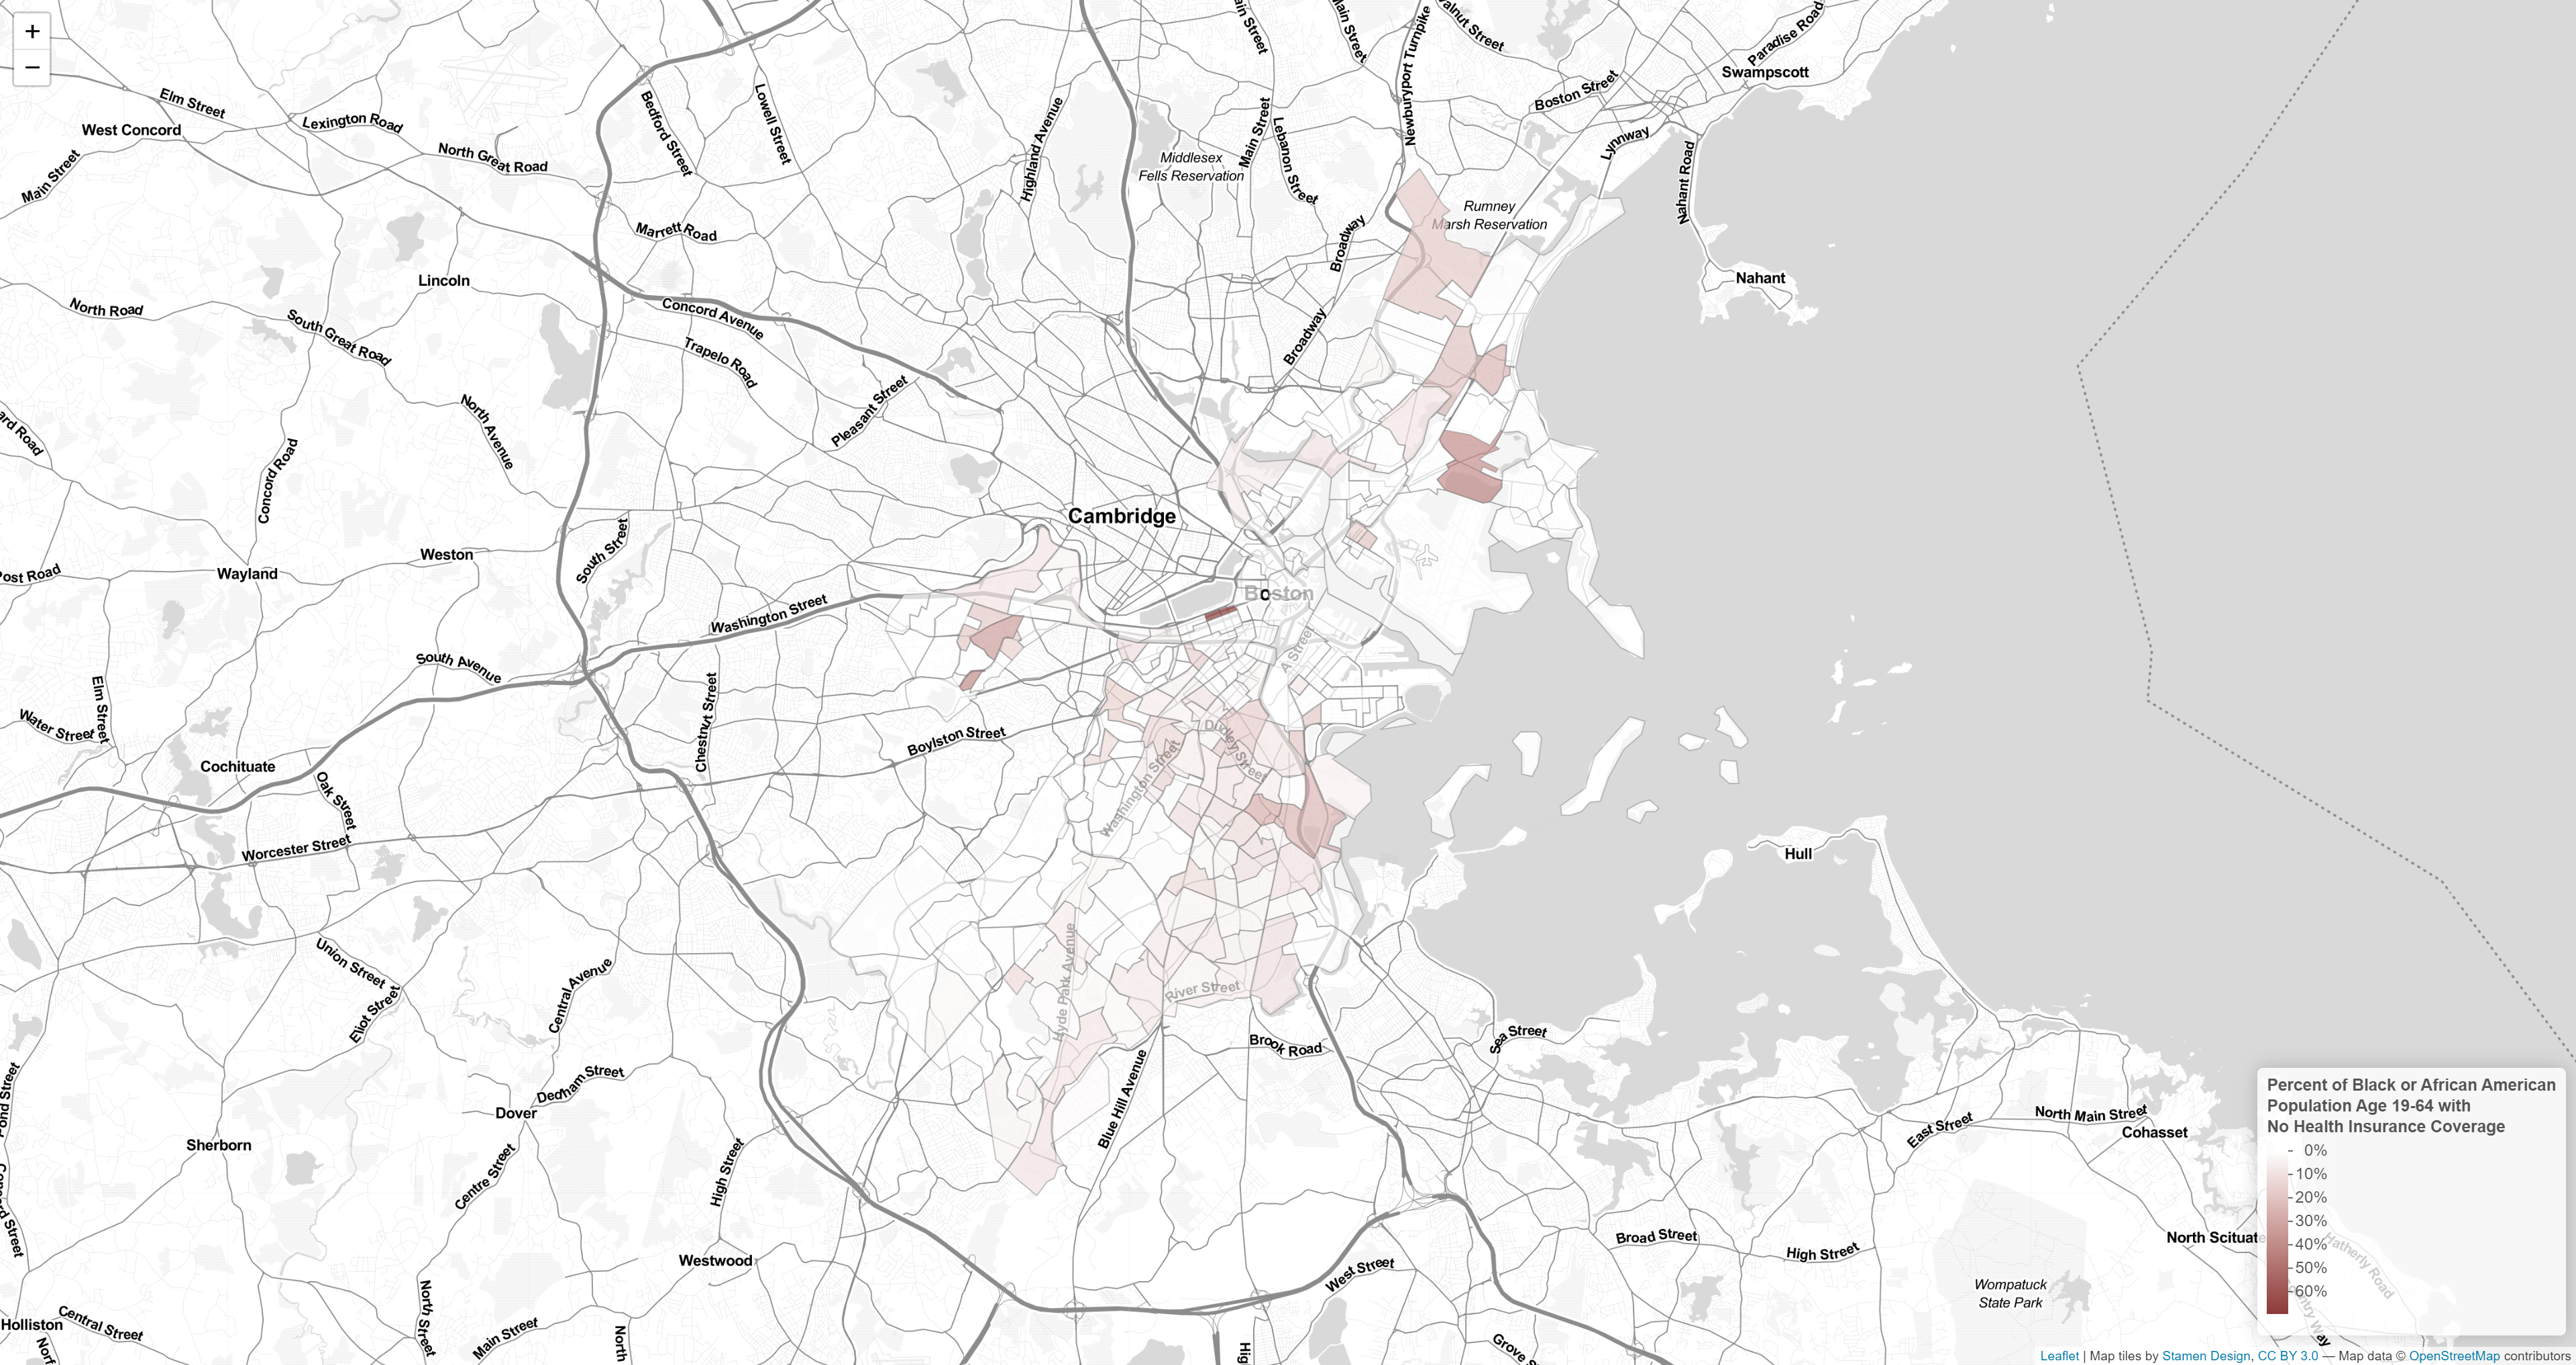 +
−
ain Street
Main Street
Newburyport Turnpike
alnut Street
Paradise Road
Swampscott
Boston Street
Lynnway
Elm Street
West Concord
Main Street
Lexington Road
North Great Road
Bedford Street
Lowell Street
Highland Avenue
Middlesex
Fells Reservation
Main Street
Lebanon Street
Rumney
Marsh Reservation
Nahant Road
Nahant
Marrett Road
Broadway
Lincoln
North Road
South Great Road
Concord Avenue
Trapelo Road
Broadway
Pleasant Street
North Avenue
ard Road
Concord Road
Cambridge
South Street
Weston
Post Road
Wayland
Boston
Washington Street
A Street
South Avenue
Elm Street
Water Street
Chestnut Street
Boylston Street
Dudley Street
Washington Street
Cochituate
Oak Street
Worcester Street
Hull
Union Street
Eliot Street
Central Avenue
Hyde Park Avenue
River Street
Brook Road
Sea Street
Pond Street
Dedham Street
Dover
Blue Hill Avenue
Sherborn
Centre Street
High Street
East Street
North Main Street
Cohasset
Westwood
West Street
Broad Street
High Street
North Scituate
Hatherly Road
Wompatuck
State Park
Holliston
Central Street
North Street
Main Street
North
Percent of Black or African American
Population Age 19-64 with
No Health Insurance Coverage
0%
10%
20%
30%
40%
50%
60%
Leaflet | Map tiles by Stamen Design, CC BY 3.0 — Map data © OpenStreetMap contributors